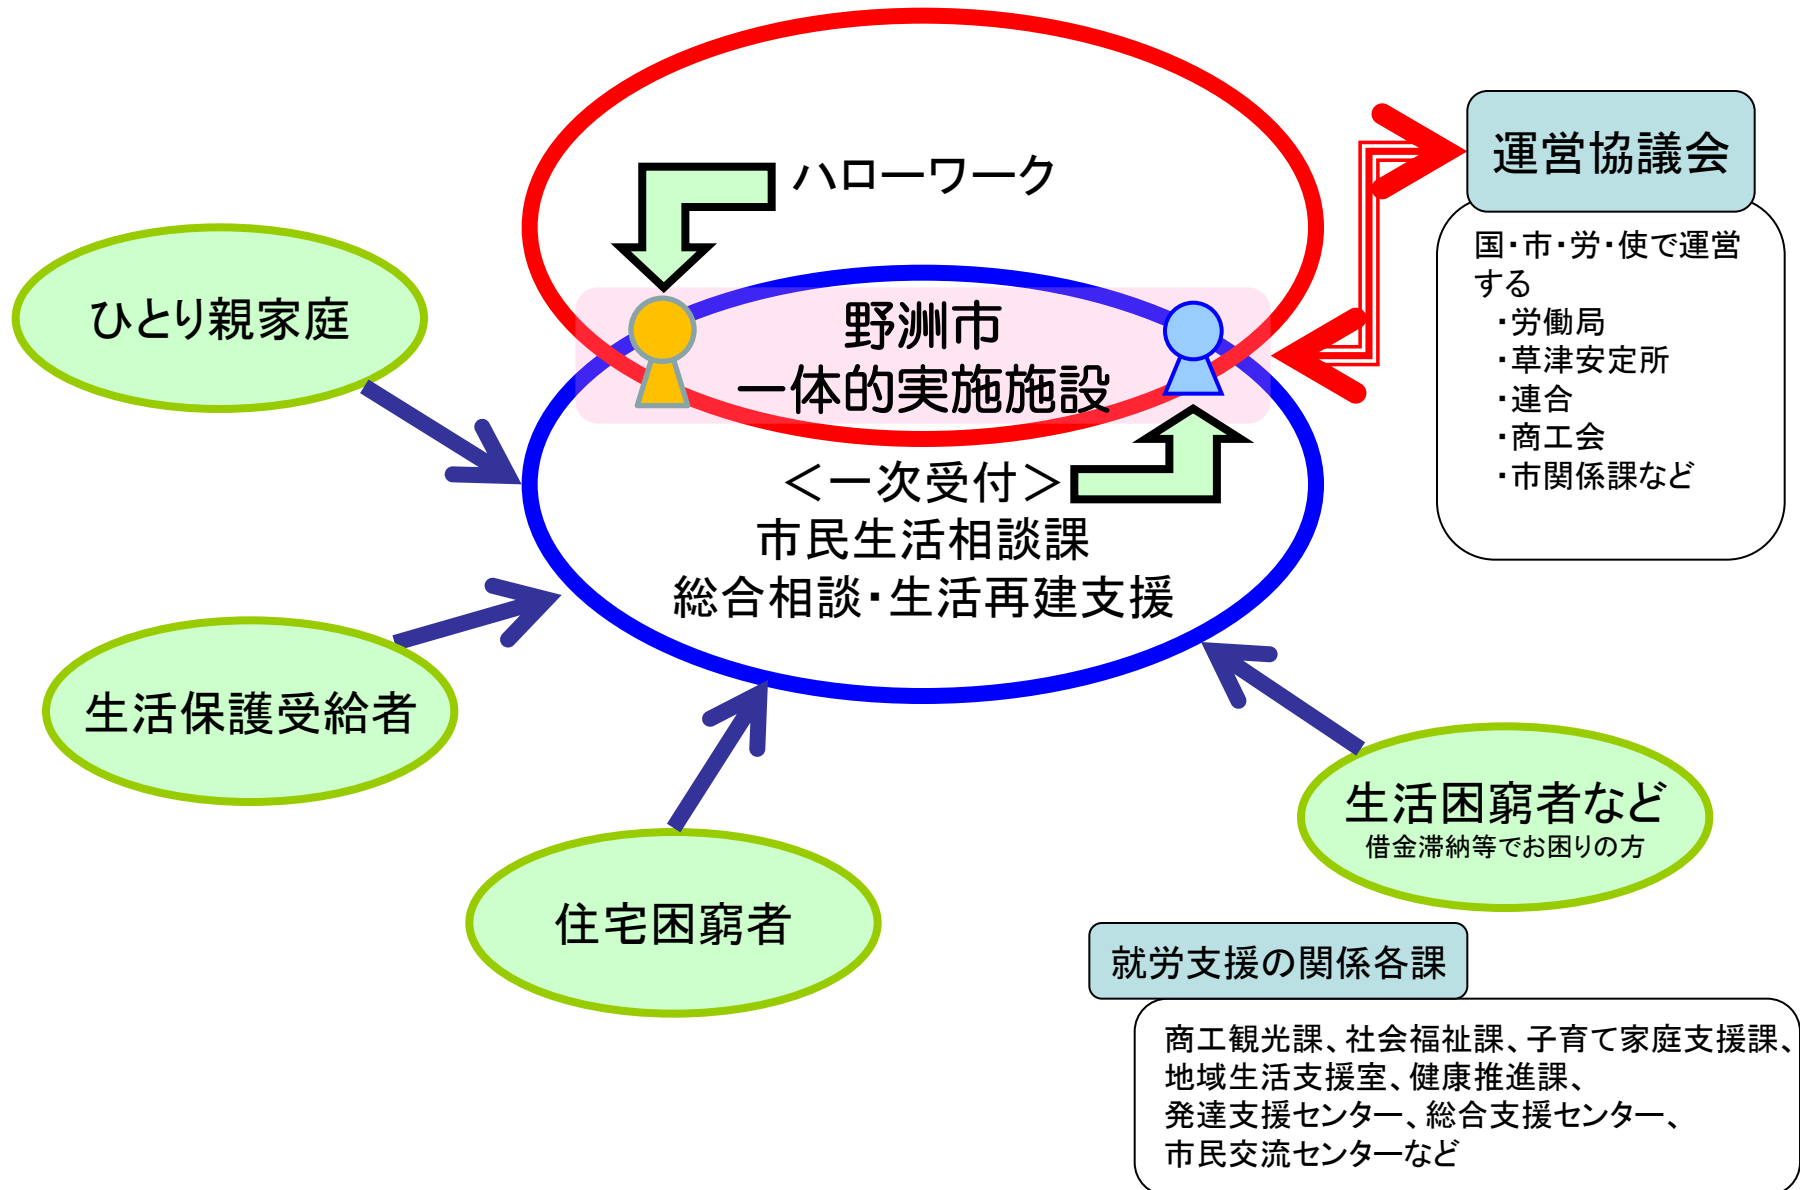 ハローワーク
運営協議会
国・市・労・使で運営
する
・労働局
・草津安定所
・連合
・商工会
・市関係課など
ひとり親家庭
野洲市
一体的実施施設
＜一次受付＞
市民生活相談課
総合相談・生活再建支援
生活保護受給者
生活困窮者など
借金滞納等でお困りの方
住宅困窮者
就労支援の関係各課
商工観光課、社会福祉課、子育て家庭支援課、
地域生活支援室、健康推進課、
発達支援センター、総合支援センター、
市民交流センターなど